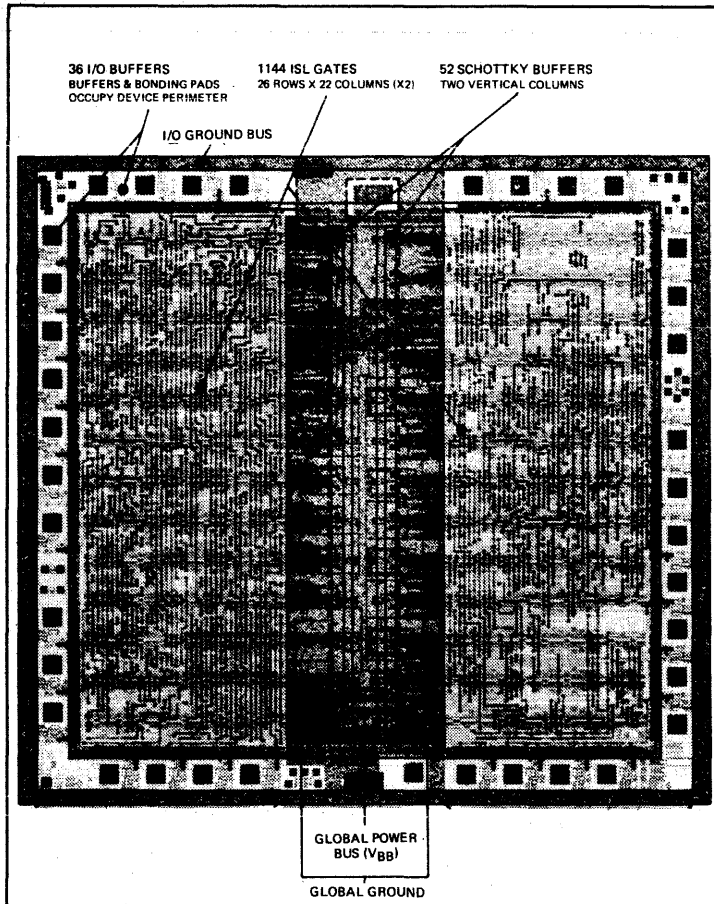 36 I/O BUFFERS
BUFFERS & BONDING PADS
OCCUPY DEVICE PERIMETER
1144 ISL GATES
26 ROWS X 22 COLUMNS (X2)
52 SCHOTTKY BUFFERS
TWO VERTICAL COLUMNS
I/O GROUND BUS
GLOBAL POWER
BUS (VBB)
GLOBAL GROUND